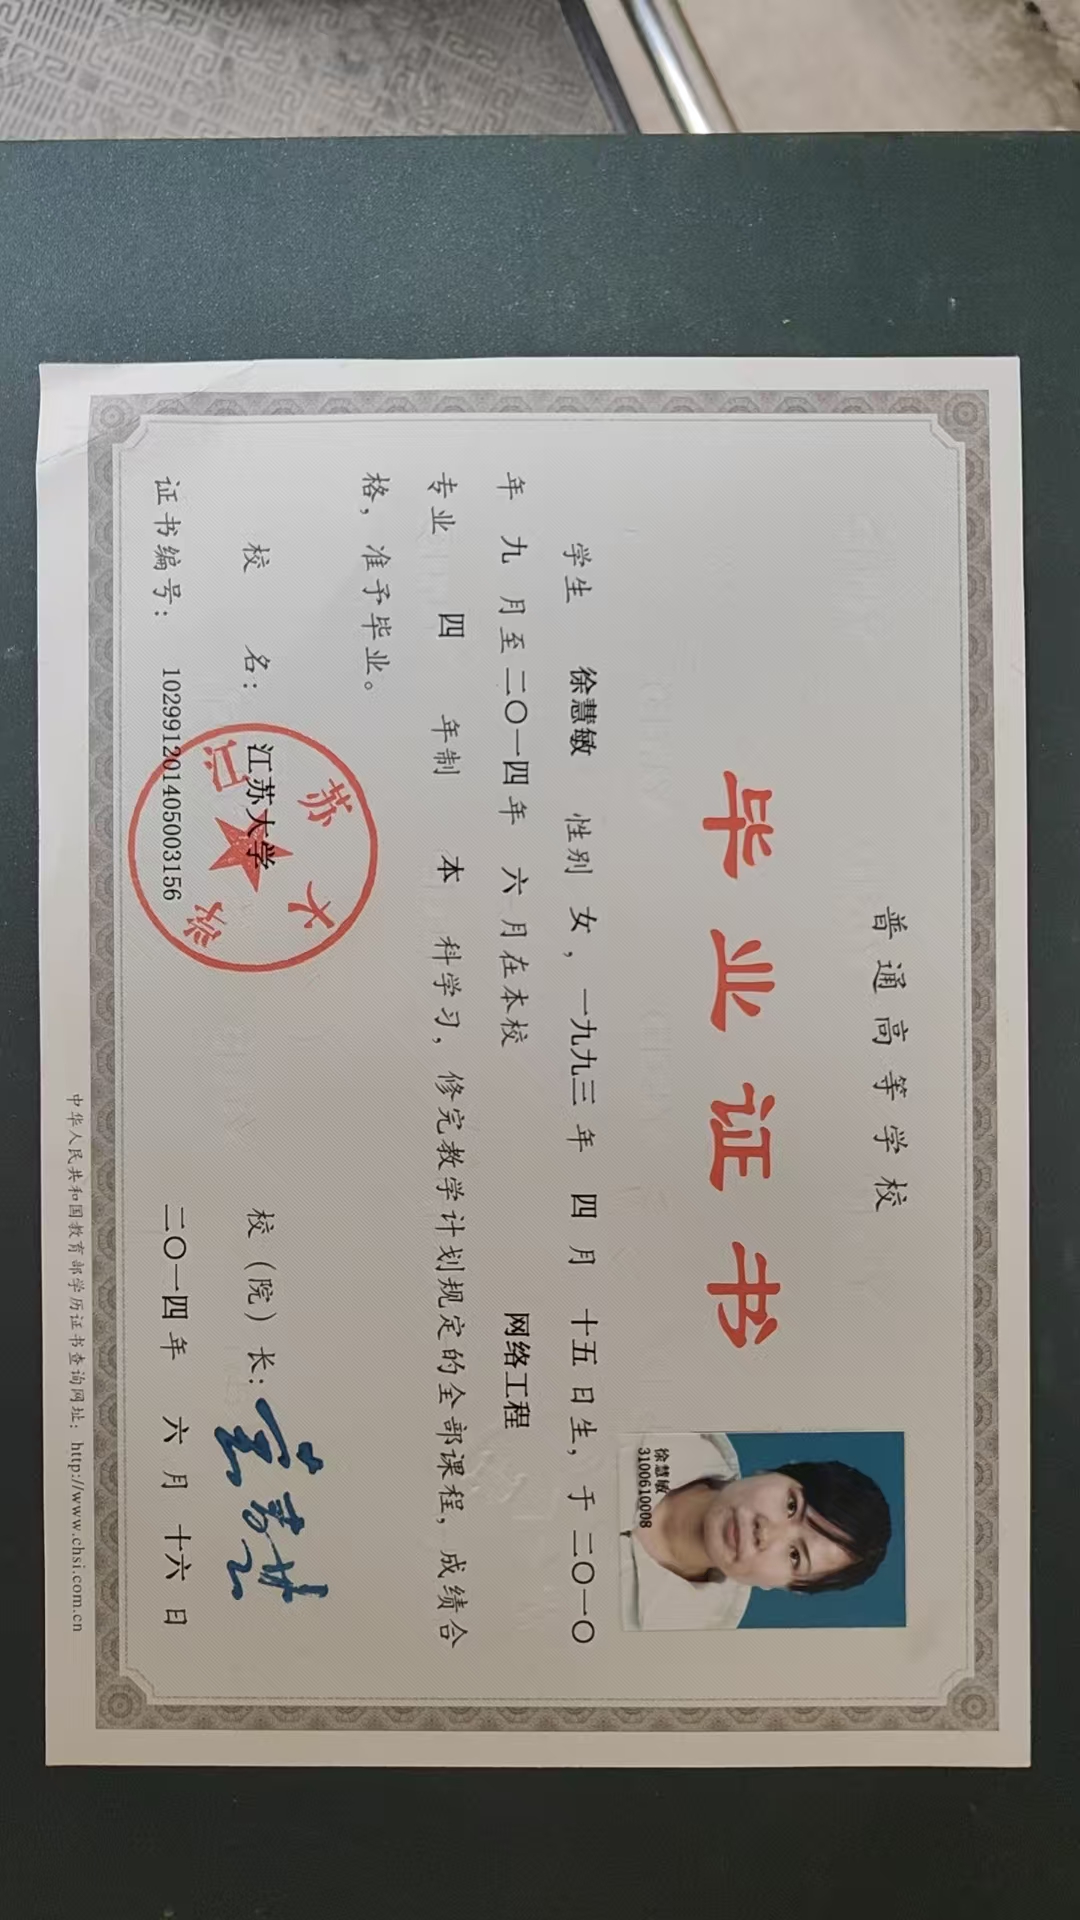 普通高等学校
毕业证书
徐慧敏
3100610008
学生 徐慧敏 性别 女，一九九三年 四月 十五日生，于二〇一〇
年 九月至二〇一四年 六月在本校 网络工程
专业 四 年制 本 科学习，修完教学计划规定的全部课程，成绩合
格，准予毕业。
校 名：江苏大学 校（院）长：
江苏大学
证书编号：102991201405003156 二〇一四年 六月 十六日
中华人民共和国教育部学历证书查询网址：http://www.chsi.com.cn